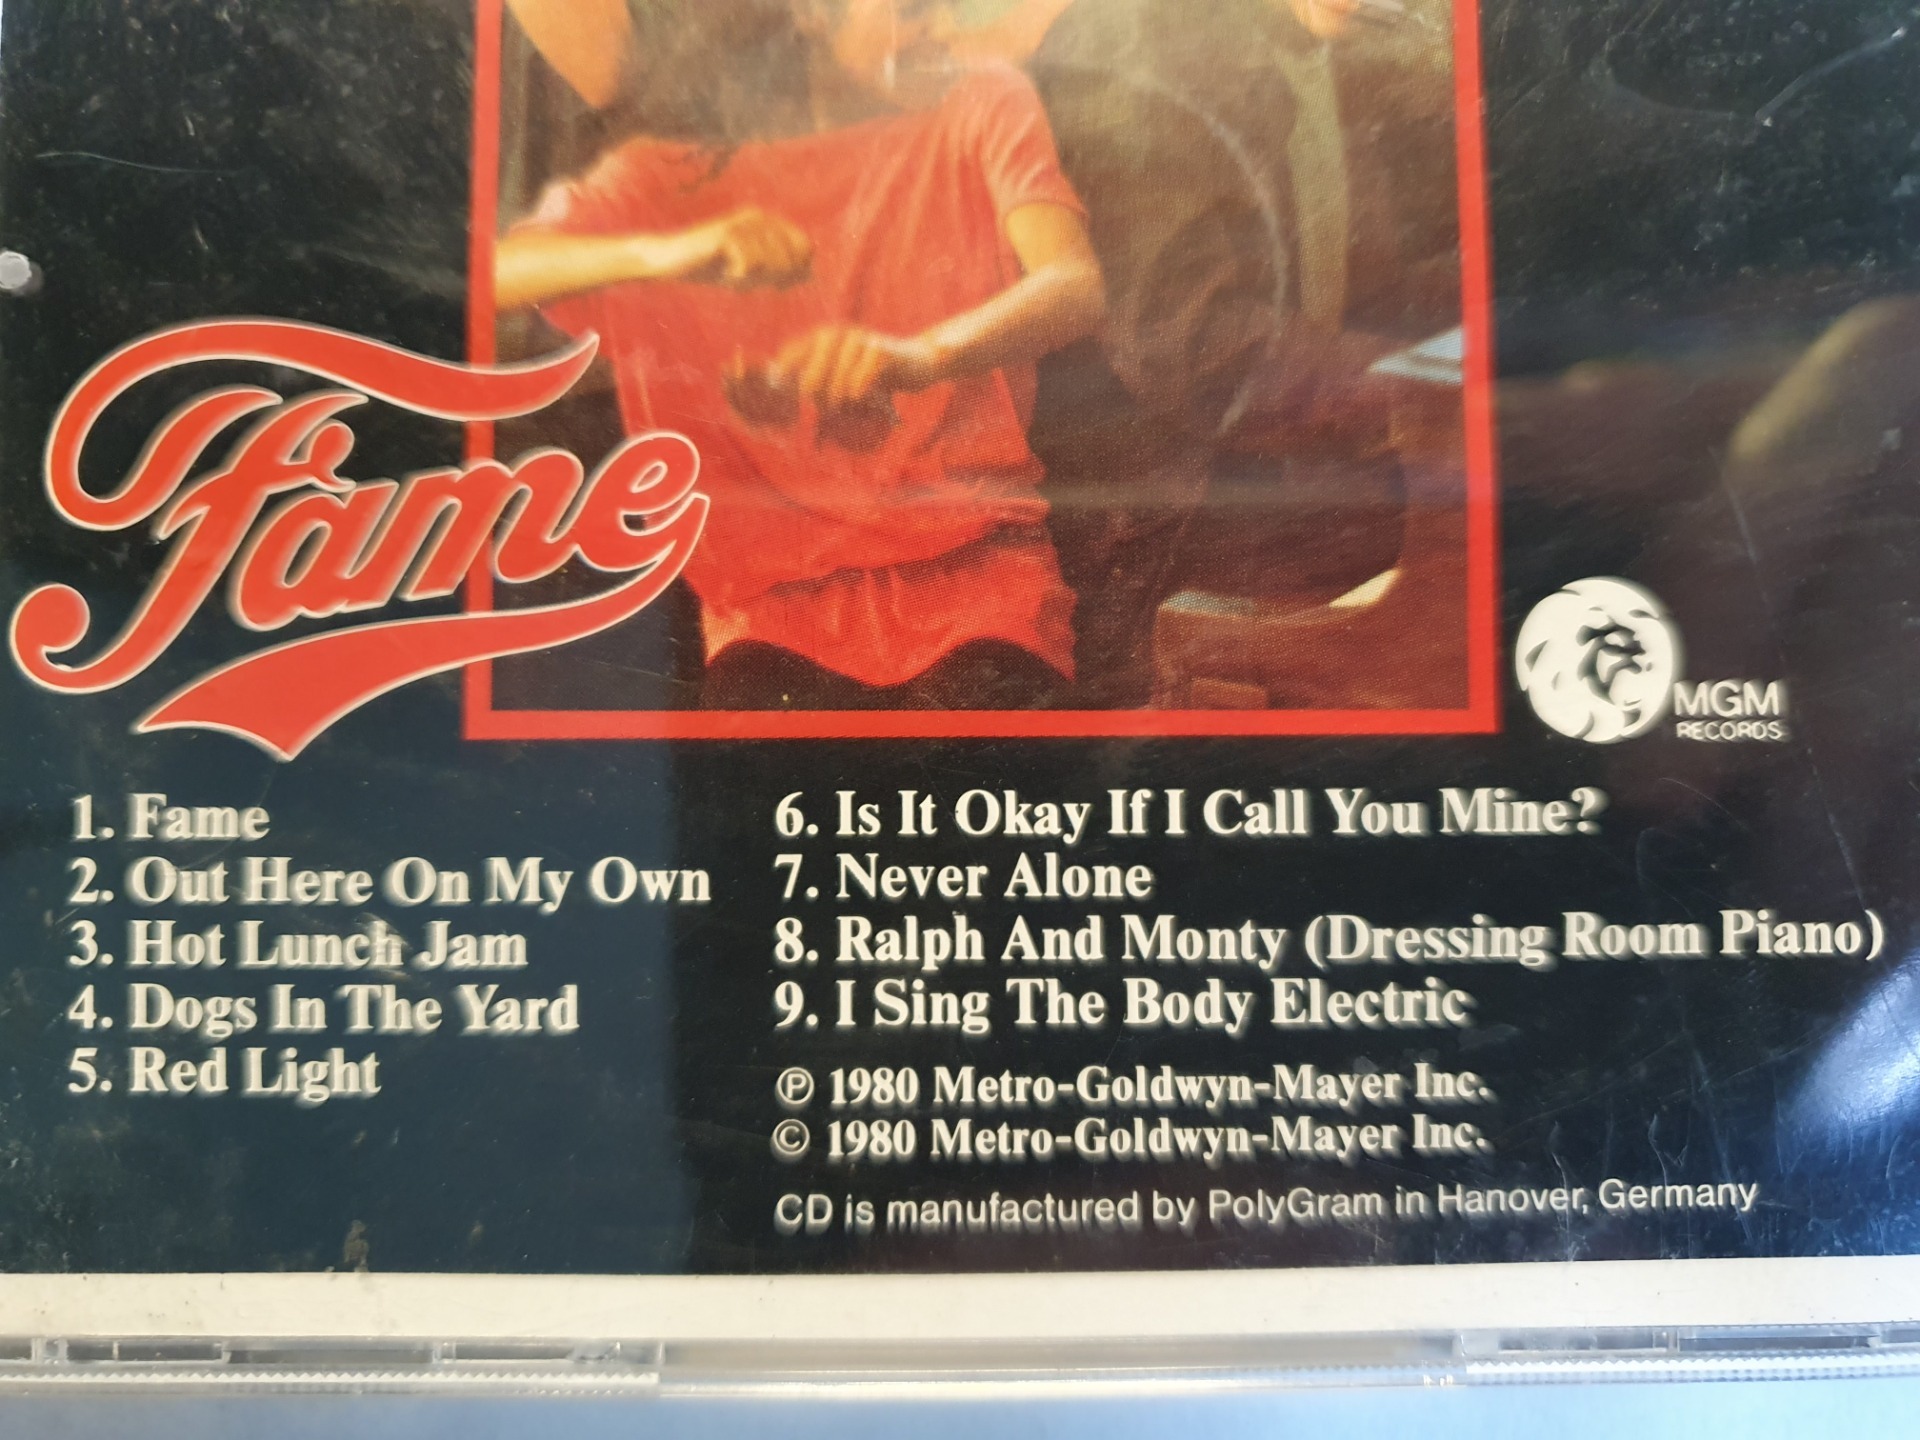 Fame
MGM
RECORDS
1. Fame
2. Out Here On My Own
3. Hot Lunch Jam
4. Dogs In The Yard
5. Red Light
6. Is It Okay If I Call You Mine?
7. Never Alone
8. Ralph And Monty (Dressing Room Piano)
9. I Sing The Body Electric
℗ 1980 Metro-Goldwyn-Mayer Inc.
© 1980 Metro-Goldwyn-Mayer Inc.
CD is manufactured by PolyGram in Hanover, Germany